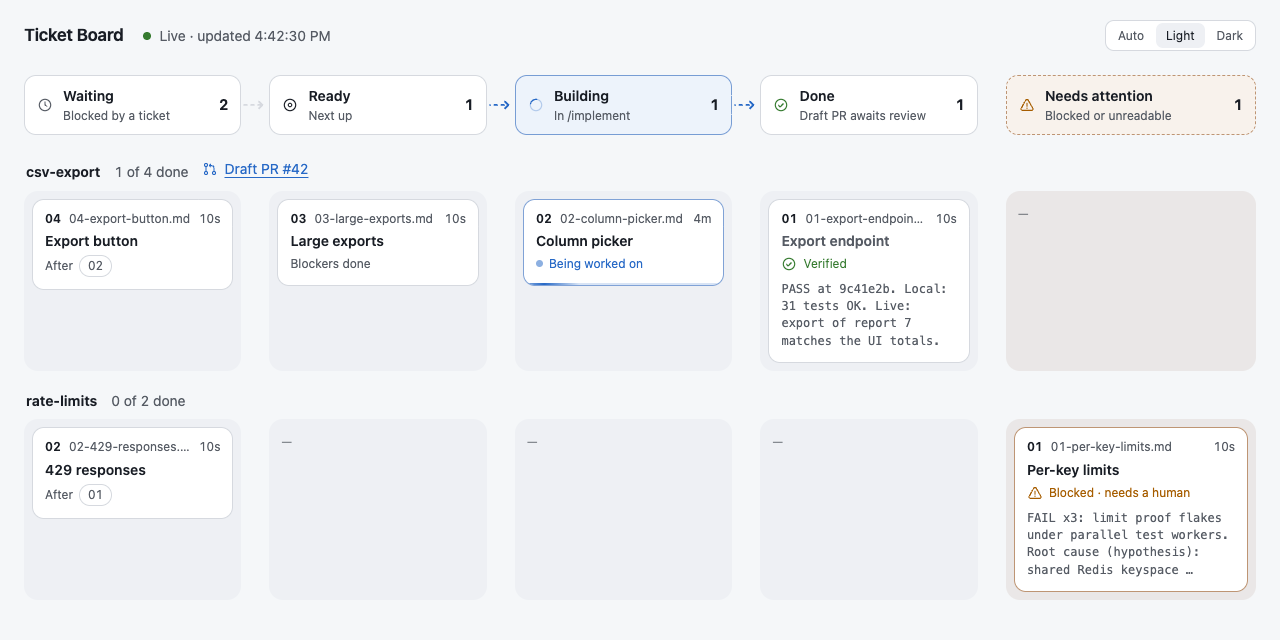 Ticket Board
Live · updated 4:42:30 PM
Auto Light Dark
Waiting
Blocked by a ticket
2
Ready
Next up
1
Building
In /implement
1
Done
Draft PR awaits review
1
Needs attention
Blocked or unreadable
1
csv-export 1 of 4 done Draft PR #42
04 04-export-button.md 10s
Export button
After 02
03 03-large-exports.md 10s
Large exports
Blockers done
02 02-column-picker.md 4m
Column picker
Being worked on
01 01-export-endpoin... 10s
Export endpoint
Verified
PASS at 9c41e2b. Local:
31 tests OK. Live:
export of report 7
matches the UI totals.
—
rate-limits 0 of 2 done
02 02-429-responses.... 10s
429 responses
After 01
—
—
—
01 01-per-key-limits.md 10s
Per-key limits
Blocked · needs a human
FAIL x3: limit proof flakes
under parallel test workers.
Root cause (hypothesis):
shared Redis keyspace …